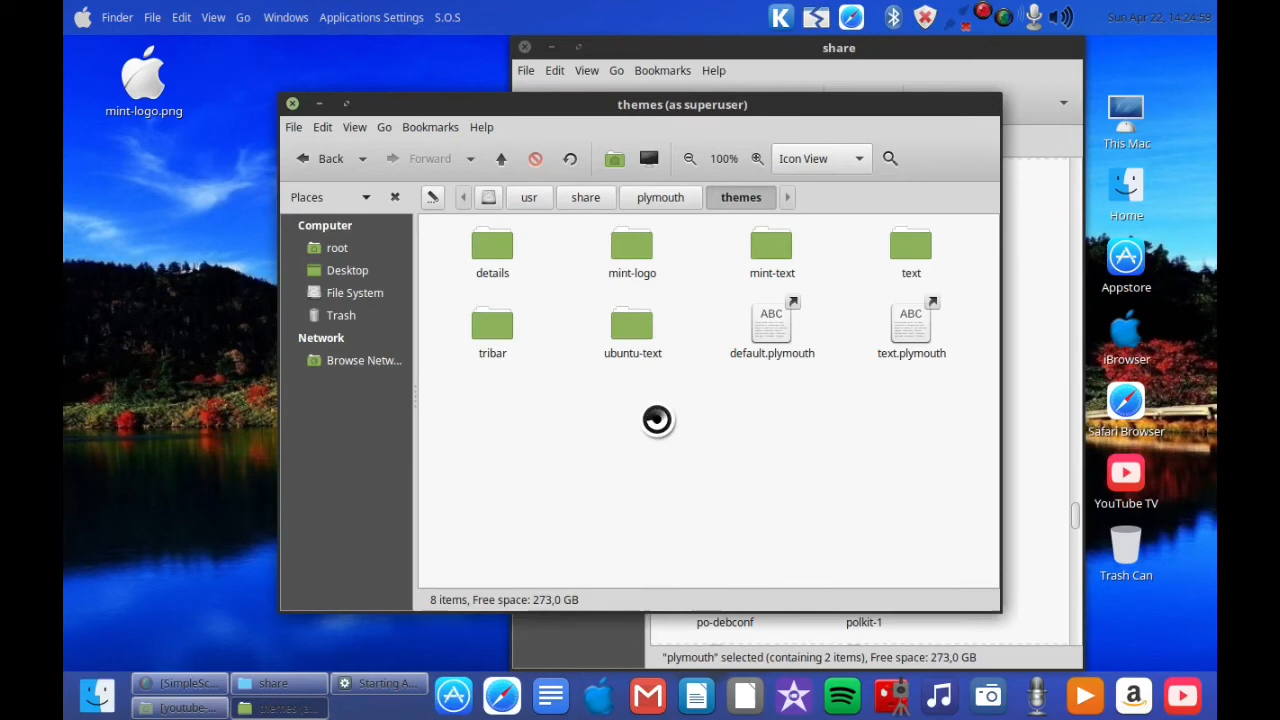 Finder File Edit View Go Windows Applications Settings S.O.S
Sun Apr 22, 14:24:59
mint-logo.png
share
File Edit View Go Bookmarks Help
themes (as superuser)
File Edit View Go Bookmarks Help
Back Forward 100% Icon View
Places
usr share plymouth themes
Computer
root
Desktop
File System
Trash
Network
Browse Netw...
details mint-logo mint-text text
ABC ABC
tribar ubuntu-text default.plymouth text.plymouth
8 items, Free space: 273,0 GB
po-debconf polkit-1
"plymouth" selected (containing 2 items), Free space: 273,0 GB
This Mac
Home
Appstore
iBrowser
Safari Browser
YouTube TV
Trash Can
[SimpleSc... share Starting A...
[youtube-...